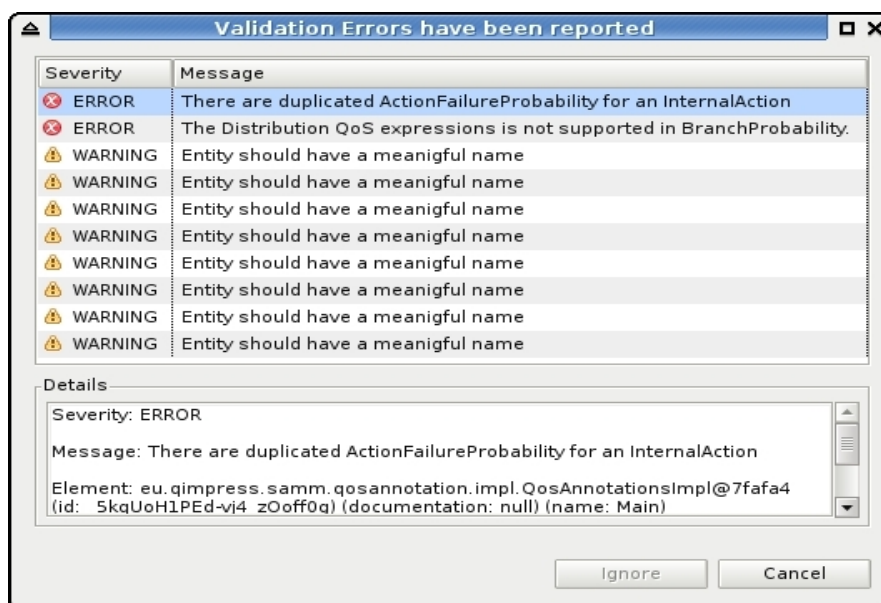 Validation Errors have been reported
Severity Message
ERROR There are duplicated ActionFailureProbability for an InternalAction
ERROR The Distribution QoS expressions is not supported in BranchProbability.
WARNING Entity should have a meanigful name
WARNING Entity should have a meanigful name
WARNING Entity should have a meanigful name
WARNING Entity should have a meanigful name
WARNING Entity should have a meanigful name
WARNING Entity should have a meanigful name
WARNING Entity should have a meanigful name
WARNING Entity should have a meanigful name
Details
Severity: ERROR
Message: There are duplicated ActionFailureProbability for an InternalAction
Element: eu.qimpress.samm.qosannotation.impl.QosAnnotationsImpl@7fafa4
(id: _5kqUoH1PEd-vj4_zOoff0g) (documentation: null) (name: Main)
Ignore Cancel